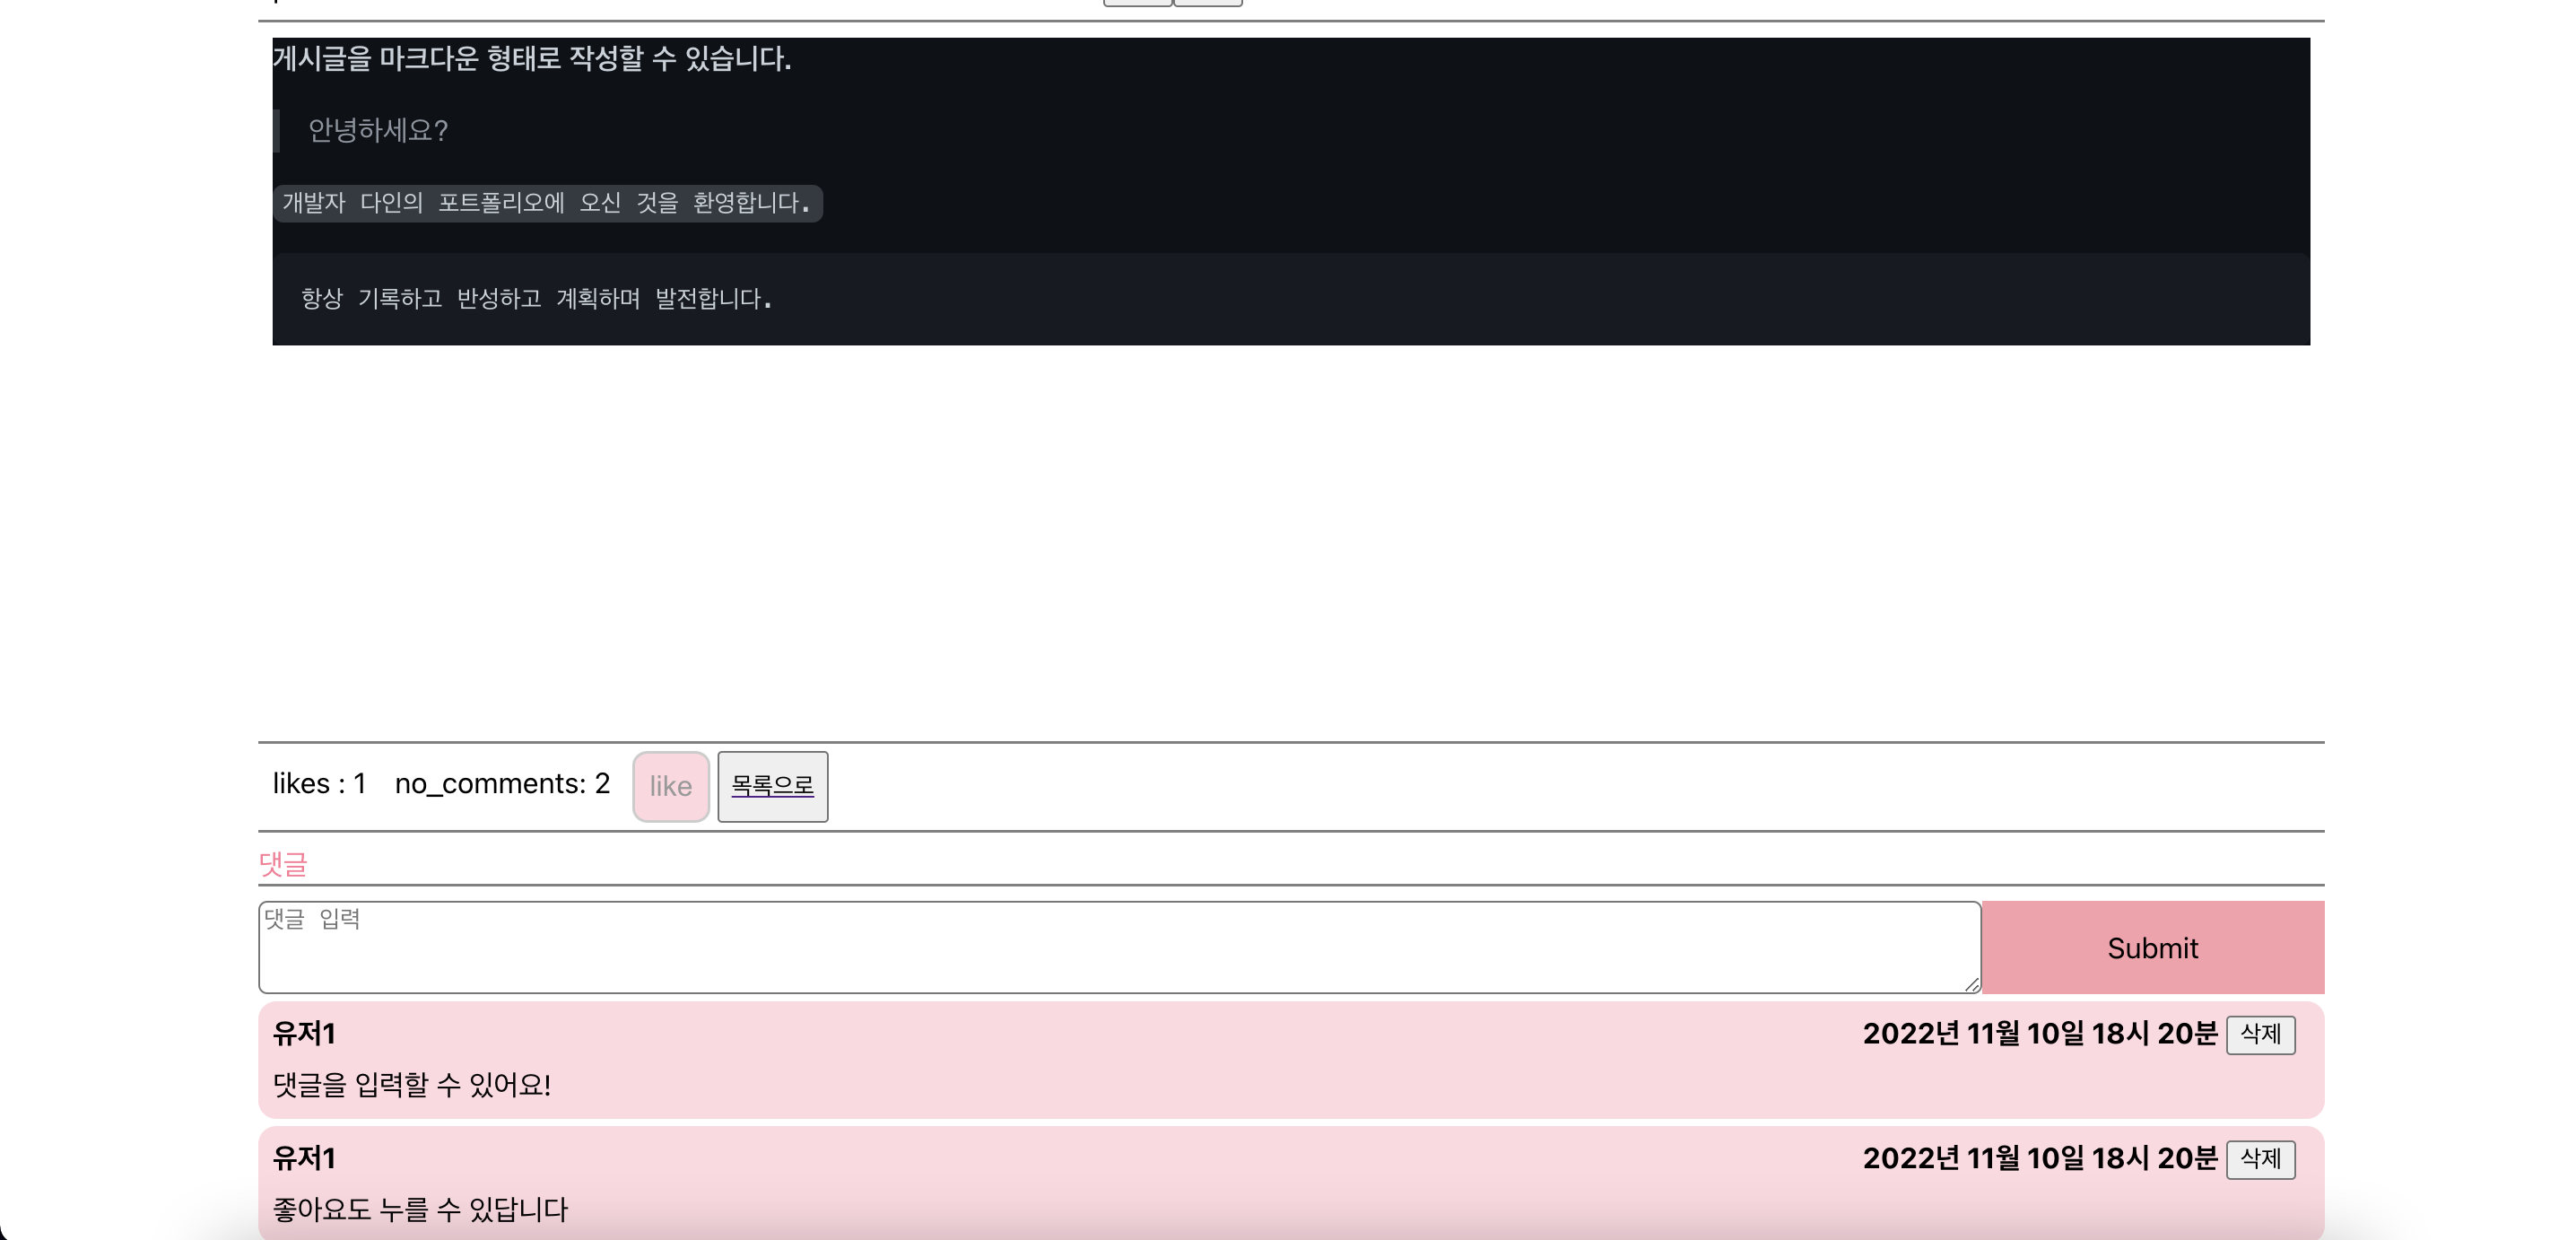 게시글을 마크다운 형태로 작성할 수 있습니다.
안녕하세요?
개발자 다인의 포트폴리오에 오신 것을 환영합니다.
항상 기록하고 반성하고 계획하며 발전합니다.
likes : 1 no_comments: 2 like 목록으로
댓글
댓글 입력
Submit
유저1 2022년 11월 10일 18시 20분 삭제
댓글을 입력할 수 있어요!
유저1 2022년 11월 10일 18시 20분 삭제
좋아요도 누를 수 있답니다